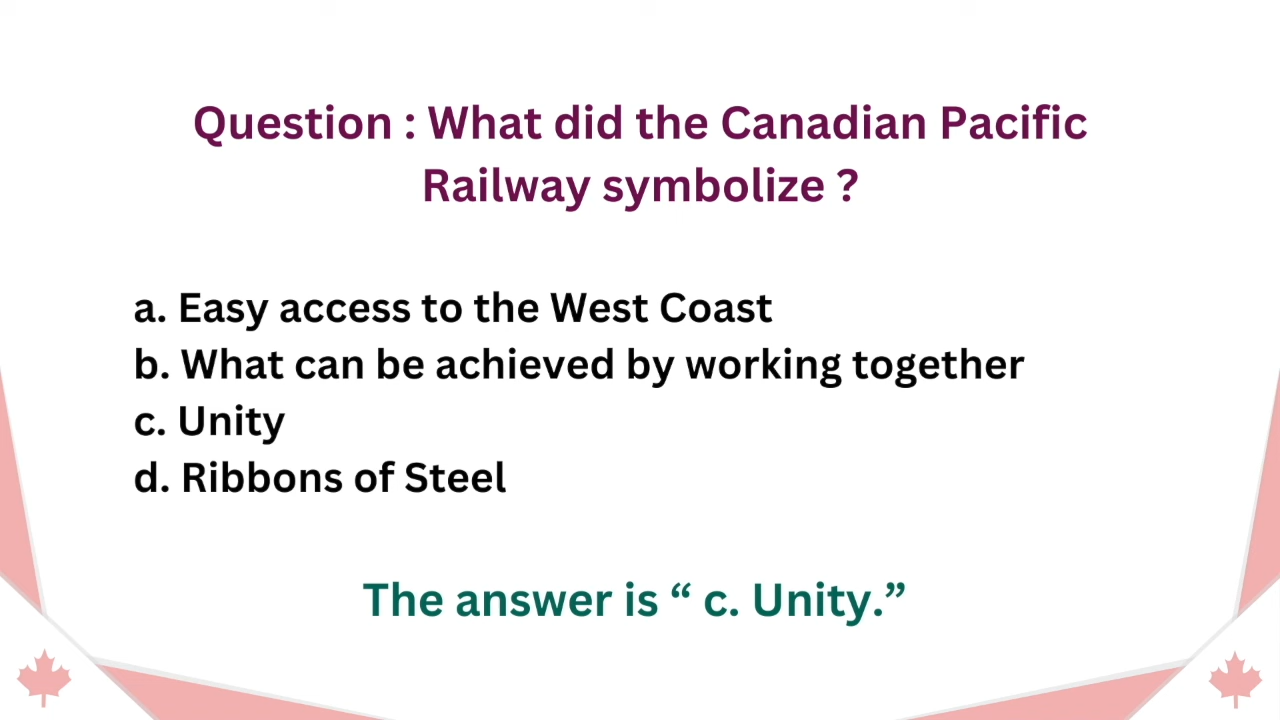 Question : What did the Canadian Pacific
Railway symbolize ?
a. Easy access to the West Coast
b. What can be achieved by working together
c. Unity
d. Ribbons of Steel
The answer is “ c. Unity.”